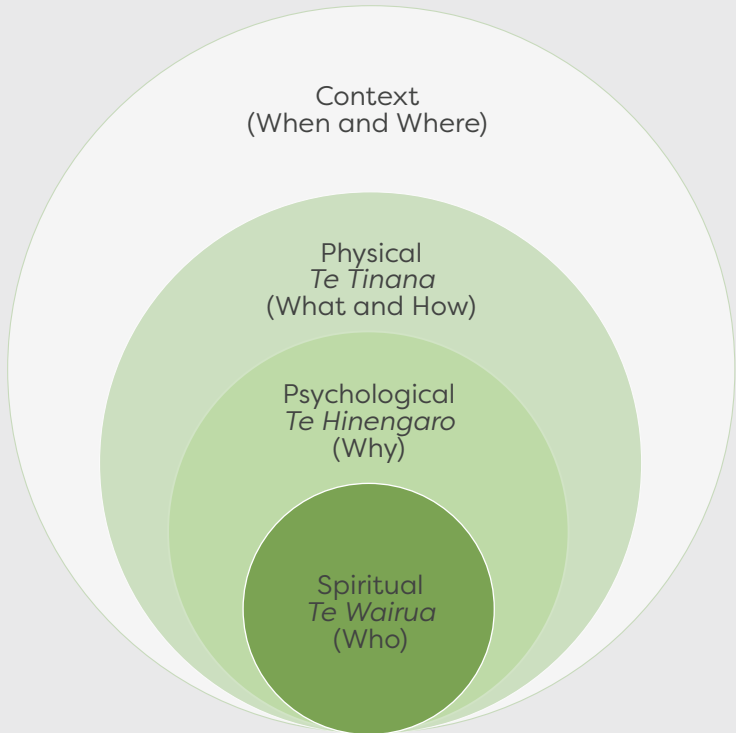 Context
(When and Where)
Physical
Te Tinana
(What and How)
Psychological
Te Hinengaro
(Why)
Spiritual
Te Wairua
(Who)